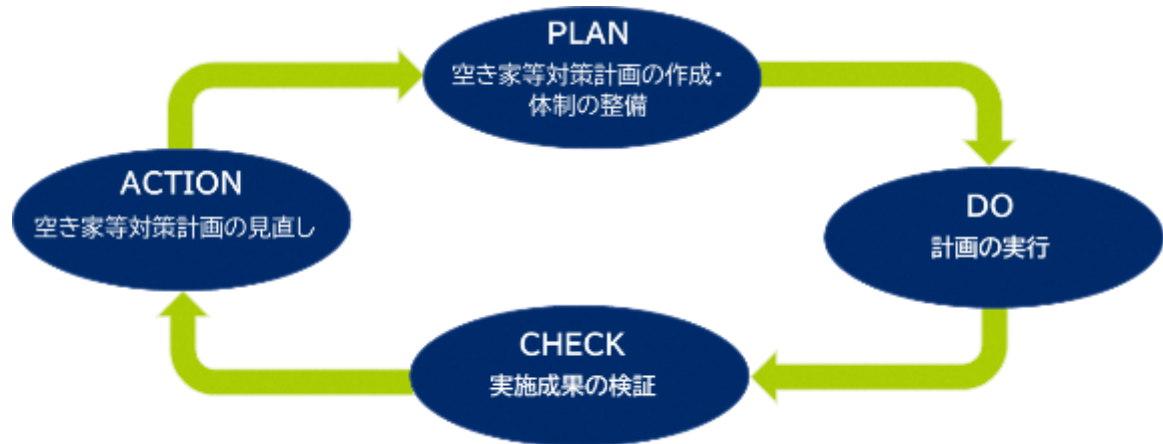 PLAN
空き家等対策計画の作成・
体制の整備
ACTION
空き家等対策計画の見直し
DO
計画の実行
CHECK
実施成果の検証